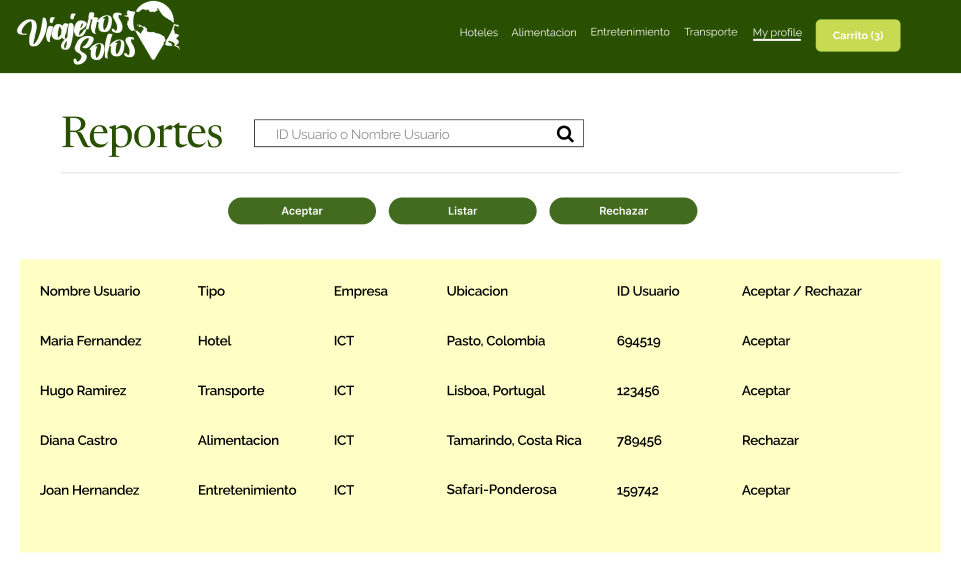 Viajeros
Solos
Hoteles Alimentacion Entretenimiento Transporte My profile Carrito (3)
Reportes ID Usuario o Nombre Usuario
Aceptar Listar Rechazar
Nombre Usuario Tipo Empresa Ubicacion ID Usuario Aceptar / Rechazar
Maria Fernandez Hotel ICT Pasto, Colombia 694519 Aceptar
Hugo Ramirez Transporte ICT Lisboa, Portugal 123456 Aceptar
Diana Castro Alimentacion ICT Tamarindo, Costa Rica 789456 Rechazar
Joan Hernandez Entretenimiento ICT Safari-Ponderosa 159742 Aceptar